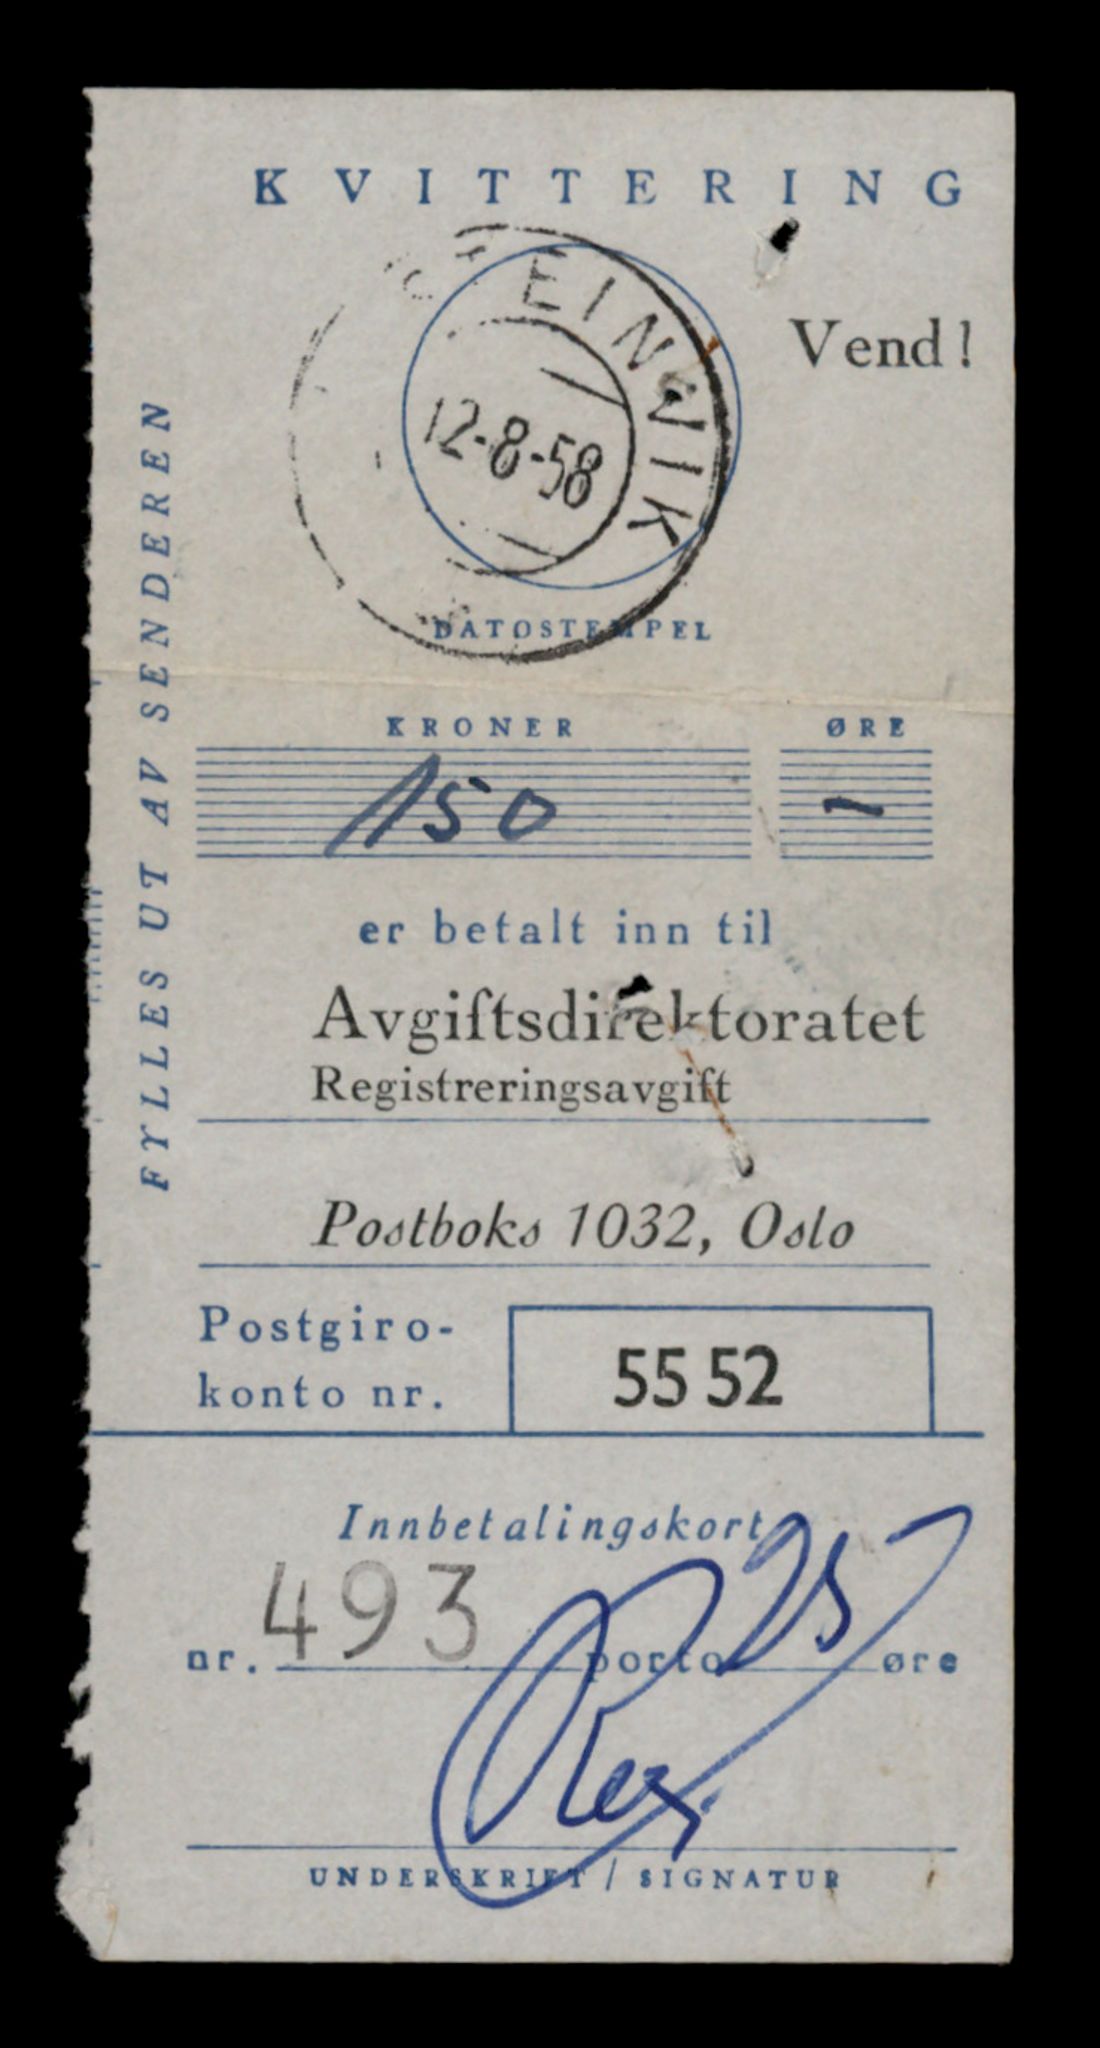 KVITTERING
Vend!
12-8-58
DATOSTEMPEL
FYLLES UT AV SENDEREN
KRONER ØRE
150 -
er betalt inn til
Avgiftsdirektoratet
Registreringsavgift
Postboks 1032, Oslo
Postgiro-
konto nr.
55 52
Innbetalingskort
nr. 493 porto 25 øre
UNDERSKRIFT / SIGNATUR